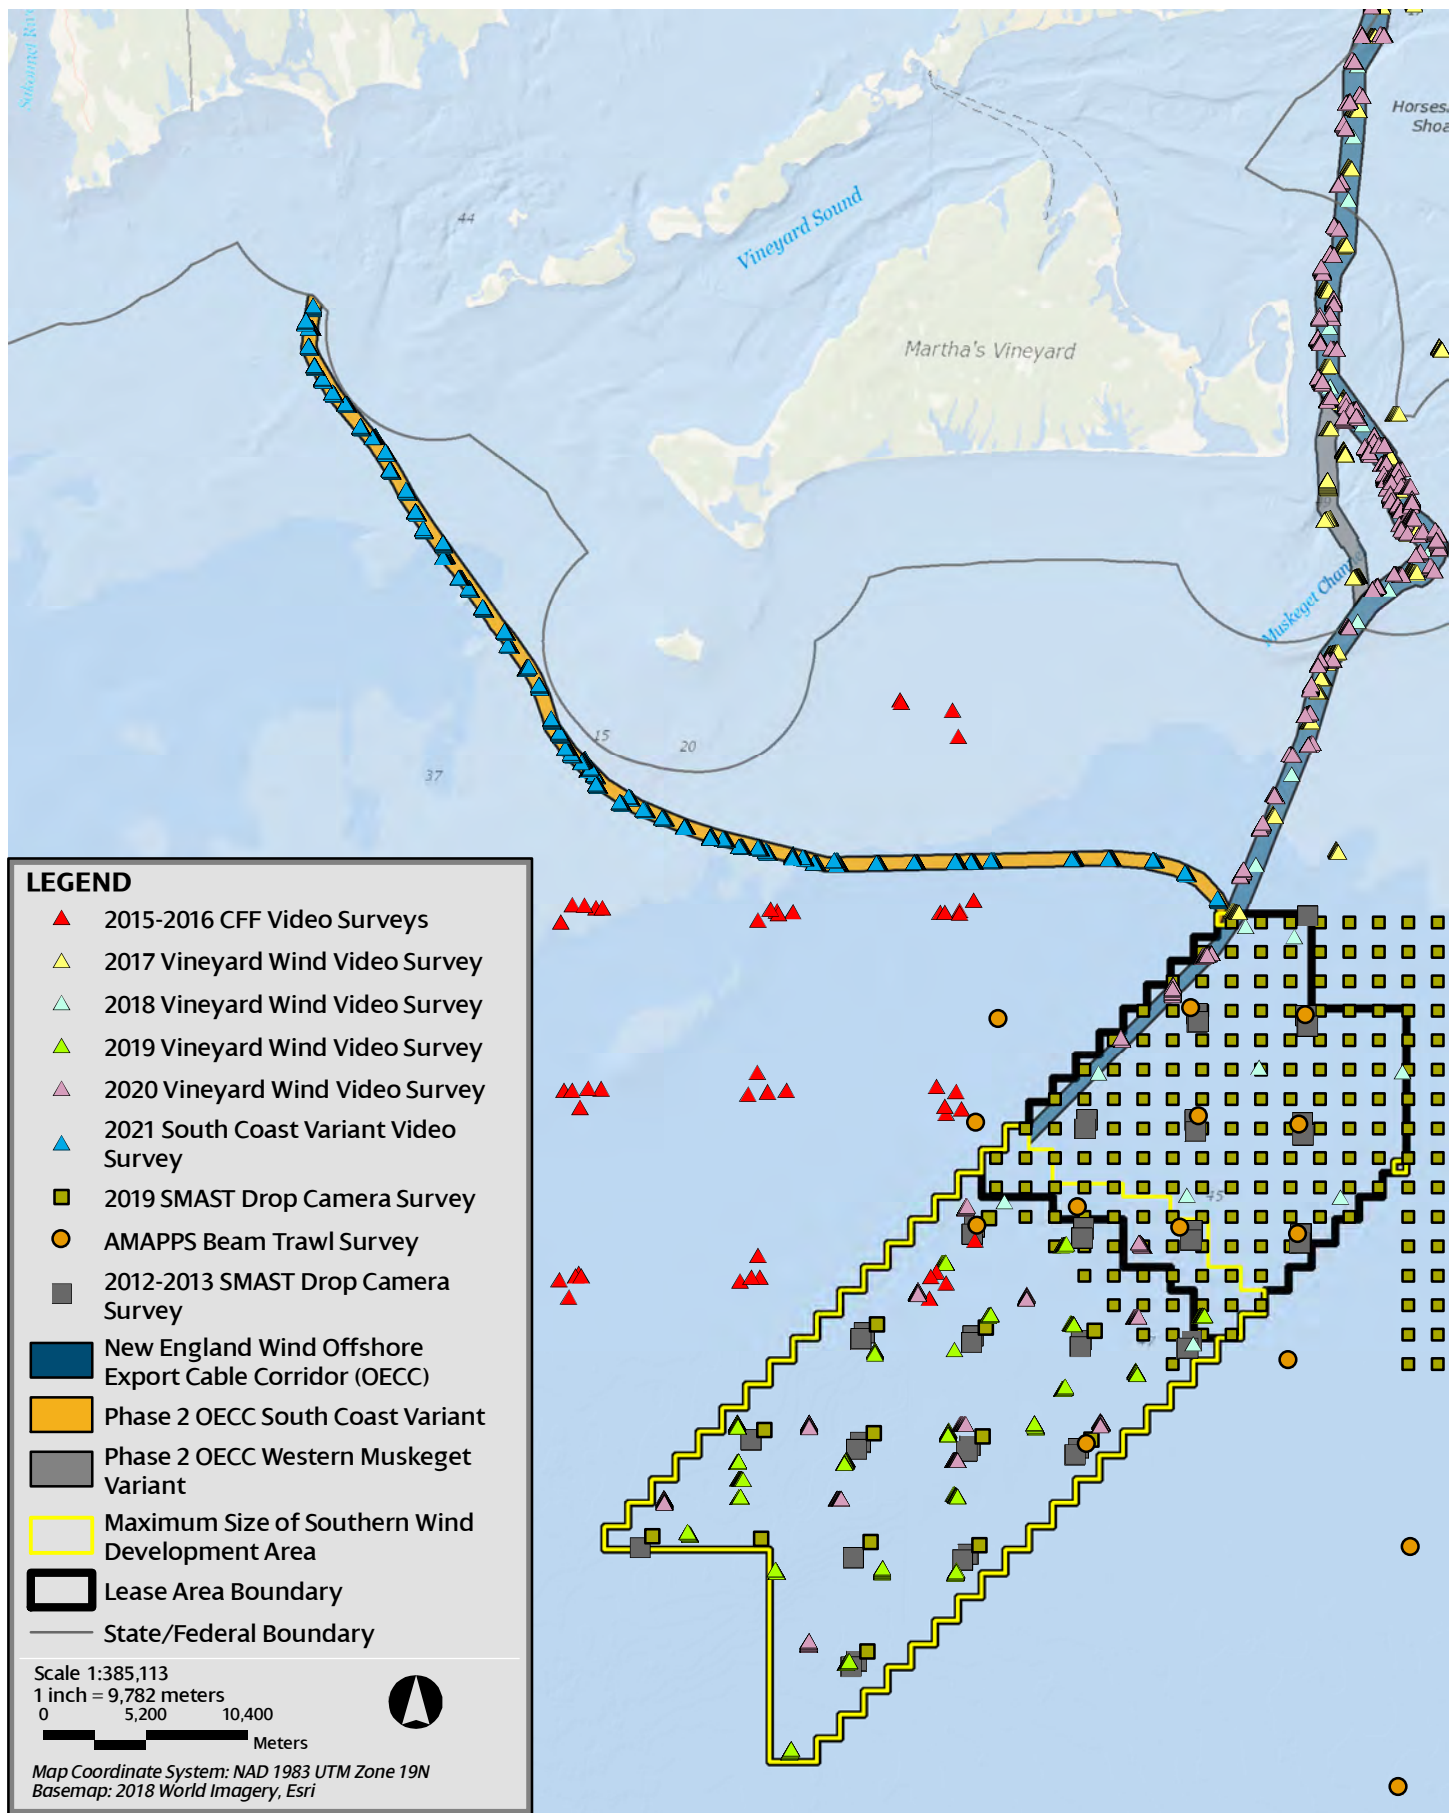 Sakonnet River
17
Horses
Shoa
44
Vineyard Sound
Martha's Vineyard
Muskeget Channe
15
20
37
45
LEGEND
2015-2016 CFF Video Surveys
2017 Vineyard Wind Video Survey
2018 Vineyard Wind Video Survey
2019 Vineyard Wind Video Survey
2020 Vineyard Wind Video Survey
2021 South Coast Variant Video
Survey
2019 SMAST Drop Camera Survey
AMAPPS Beam Trawl Survey
2012-2013 SMAST Drop Camera
Survey
New England Wind Offshore
Export Cable Corridor (OECC)
Phase 2 OECC South Coast Variant
Phase 2 OECC Western Muskeget
Variant
Maximum Size of Southern Wind
Development Area
Lease Area Boundary
State/Federal Boundary
Scale 1:385,113
1 inch = 9,782 meters
0 5,200 10,400
Meters
Map Coordinate System: NAD 1983 UTM Zone 19N
Basemap: 2018 World Imagery, Esri